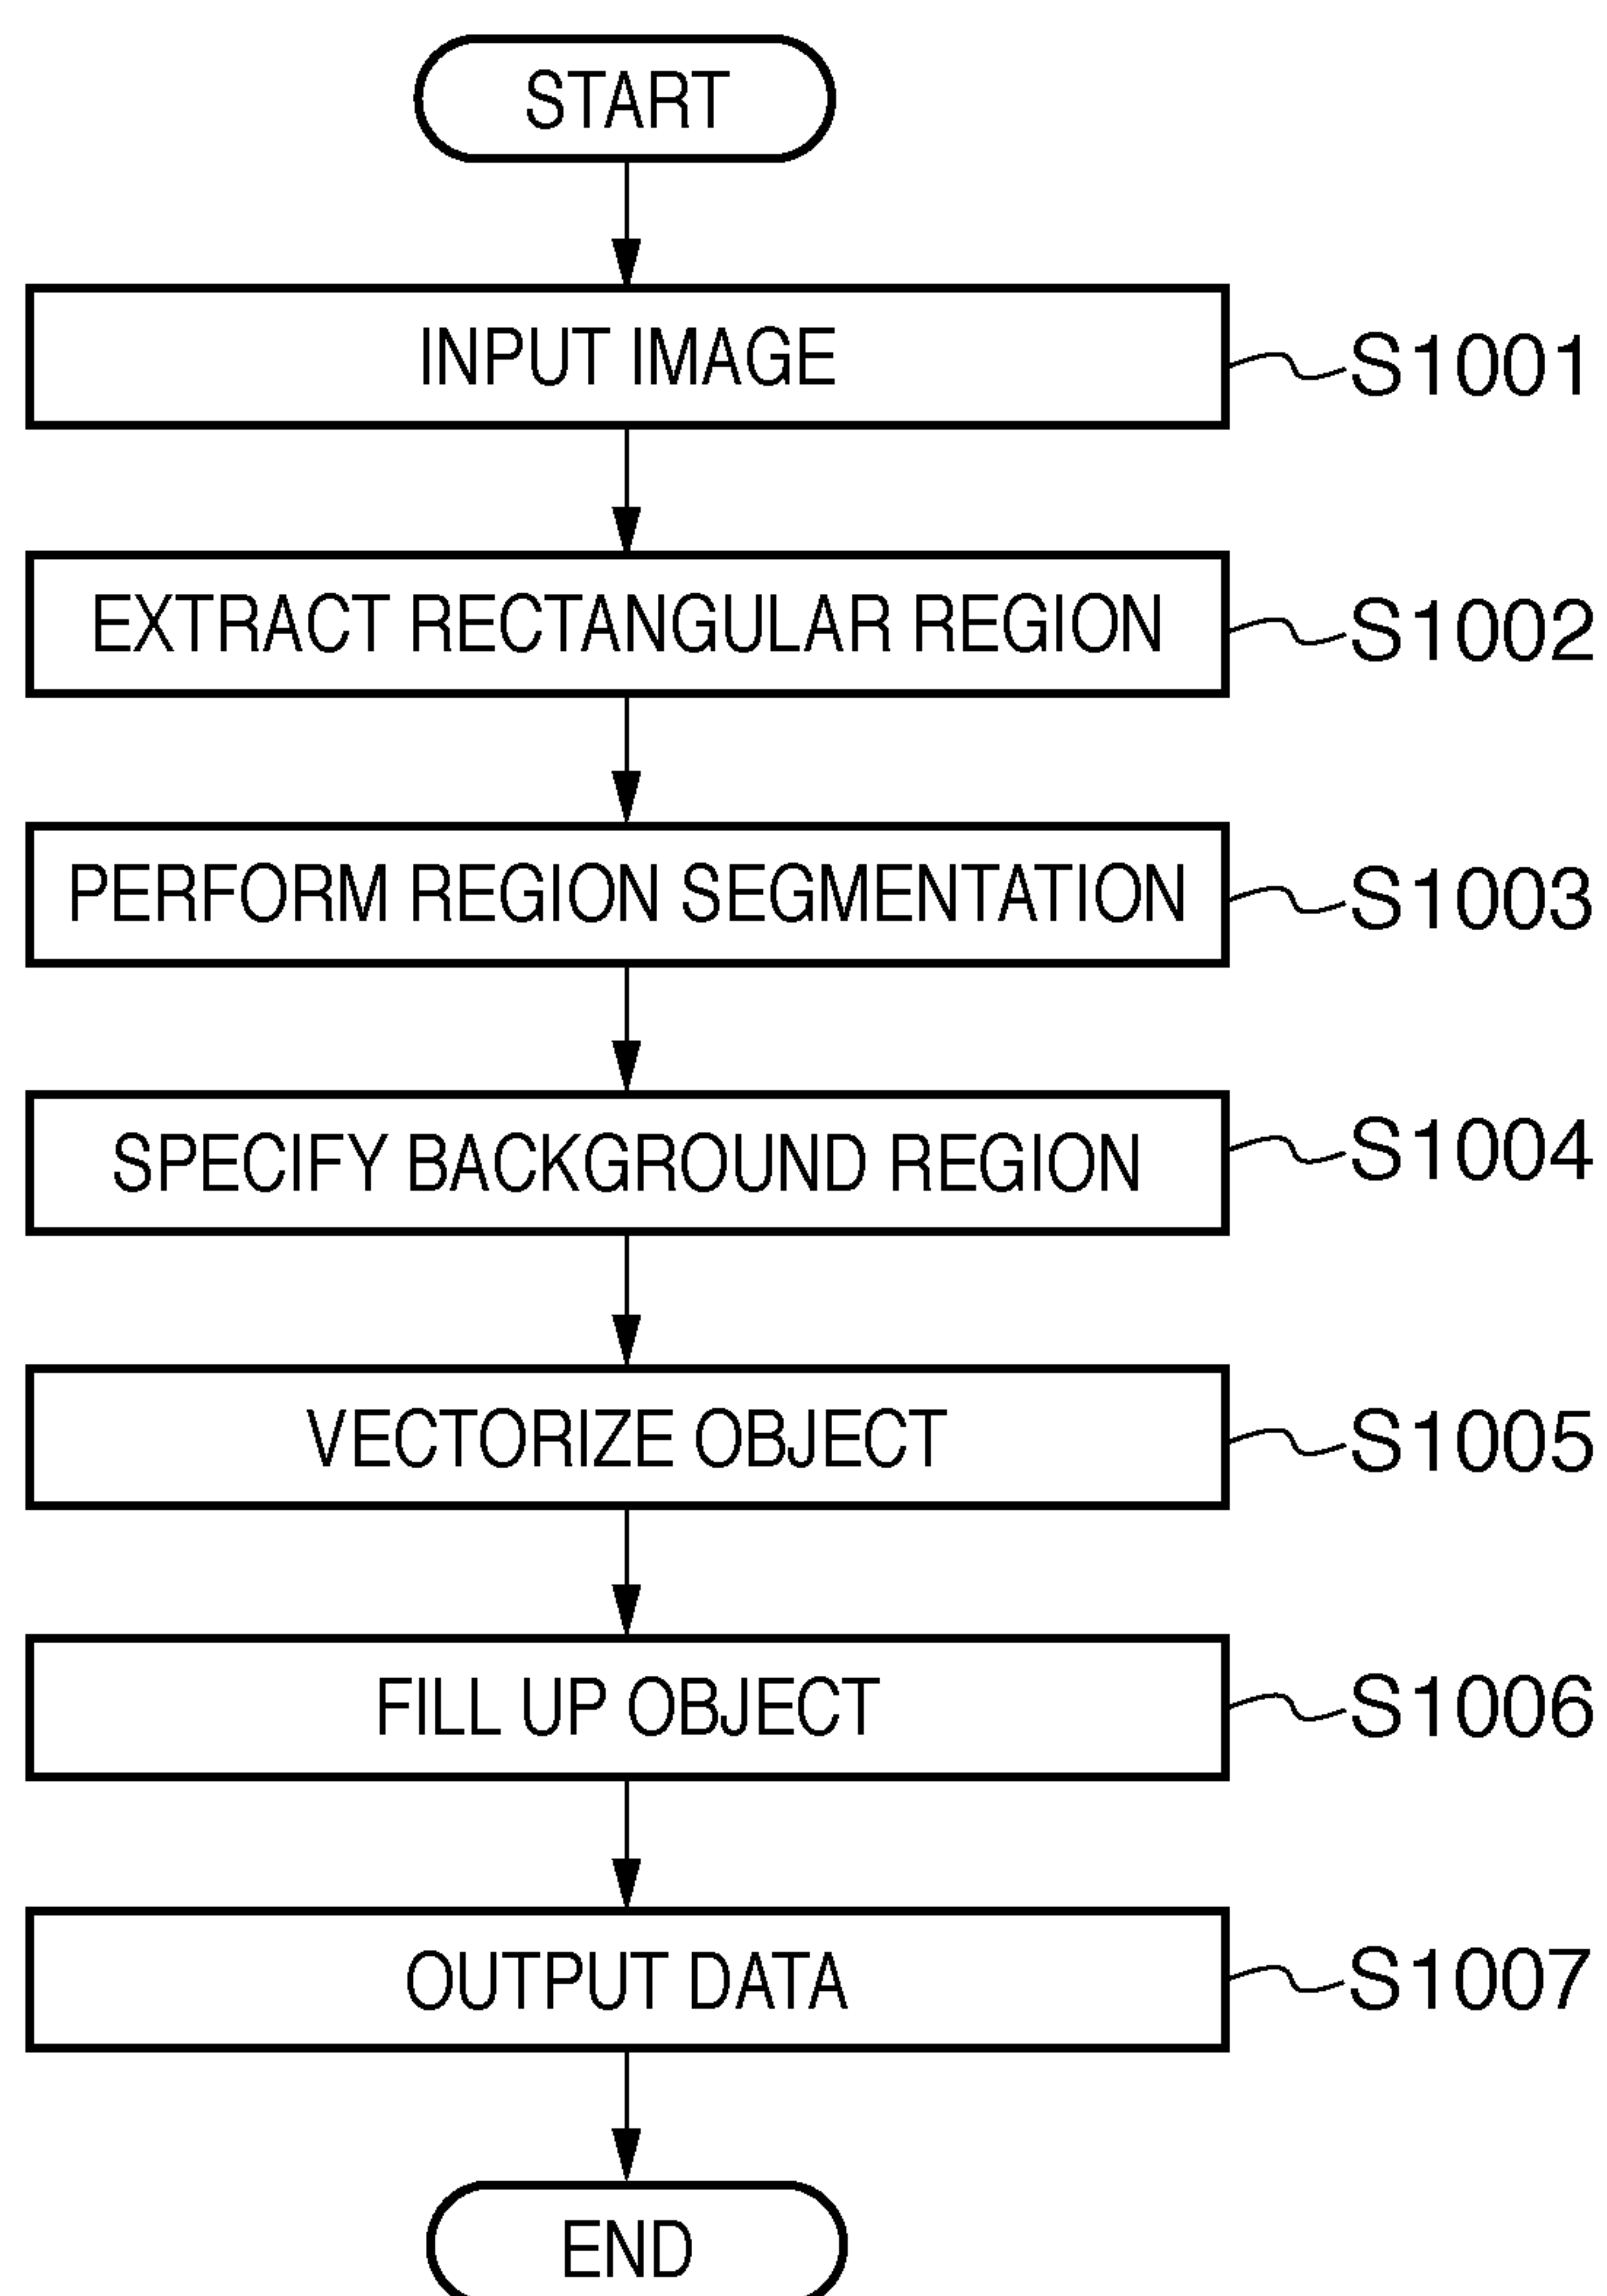 START
INPUT IMAGE
S1001
EXTRACT RECTANGULAR REGION
S1002
PERFORM REGION SEGMENTATION
S1003
SPECIFY BACKGROUND REGION
S1004
VECTORIZE OBJECT
S1005
FILL UP OBJECT
S1006
OUTPUT DATA
S1007
END